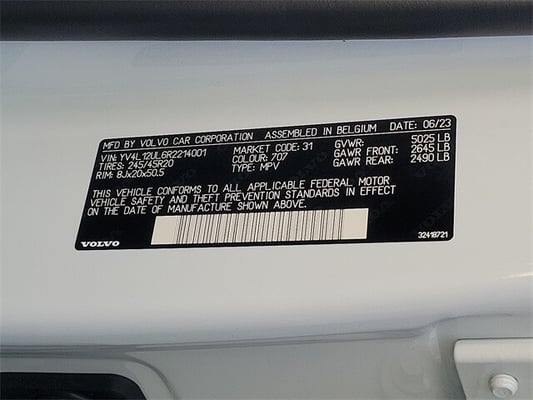 MFD BY VOLVO CAR CORPORATION ASSEMBLED IN BELGIUM DATE: 06/23
VIN: YV4L12UL6R2214001 MARKET CODE: 31 GVWR: 5025 LB
TIRES: 245/45R20 COLOUR: 707 GAWR FRONT: 2645 LB
RIM: 8Jx20x50.5 TYPE: MPV GAWR REAR: 2490 LB
THIS VEHICLE CONFORMS TO ALL APPLICABLE FEDERAL MOTOR
VEHICLE SAFETY AND THEFT PREVENTION STANDARDS IN EFFECT
ON THE DATE OF MANUFACTURE SHOWN ABOVE.
VOLVO 32418721